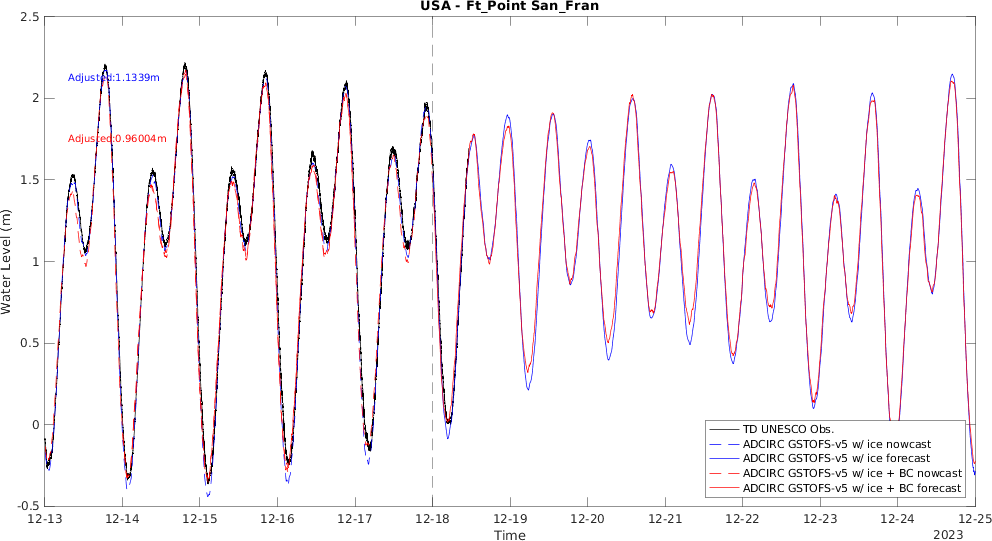 USA - Ft_Point San_Fran
2.5
2
1.5
1
0.5
0
-0.5
Water Level (m)
Adjusted:1.1339m
Adjusted:0.96004m
TD UNESCO Obs.
ADCIRC GSTOFS-v5 w/ ice nowcast
ADCIRC GSTOFS-v5 w/ ice forecast
ADCIRC GSTOFS-v5 w/ ice + BC nowcast
ADCIRC GSTOFS-v5 w/ ice + BC forecast
12-13 12-14 12-15 12-16 12-17 12-18 12-19 12-20 12-21 12-22 12-23 12-24 12-25
Time
2023